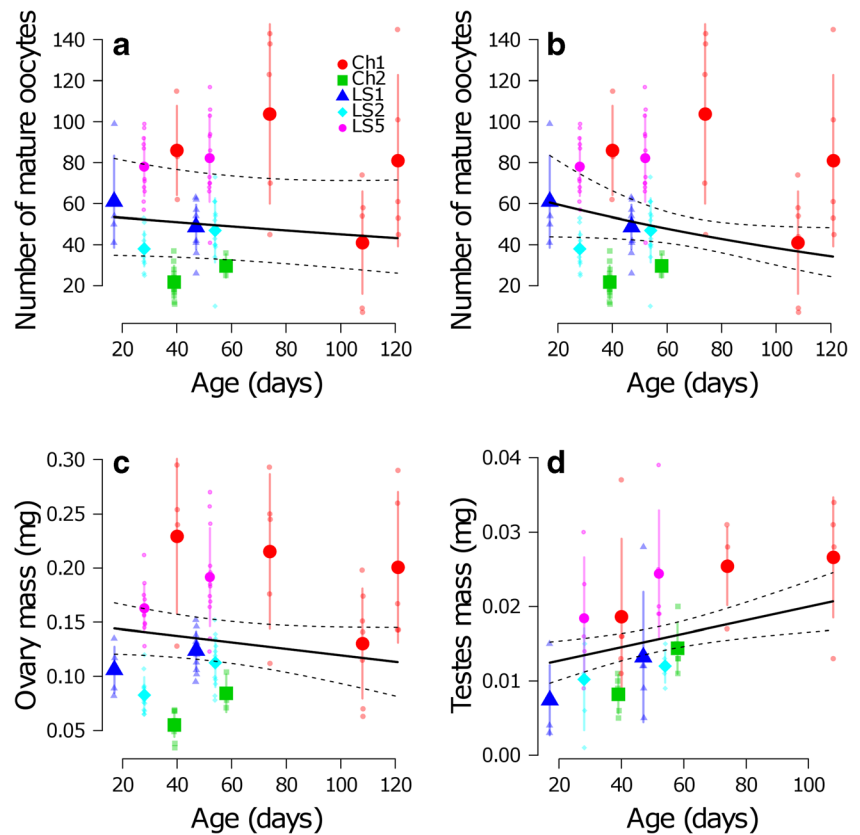 a
Number of mature oocytes
140
120
100
80
60
40
20
Ch1
Ch2
LS1
LS2
LS5
20 40 60 80 100 120
Age (days)
b
Number of mature oocytes
140
120
100
80
60
40
20
20 40 60 80 100 120
Age (days)
c
Ovary mass (mg)
0.30
0.25
0.20
0.15
0.10
0.05
20 40 60 80 100 120
Age (days)
d
Testes mass (mg)
0.04
0.03
0.02
0.01
0.00
20 40 60 80 100
Age (days)